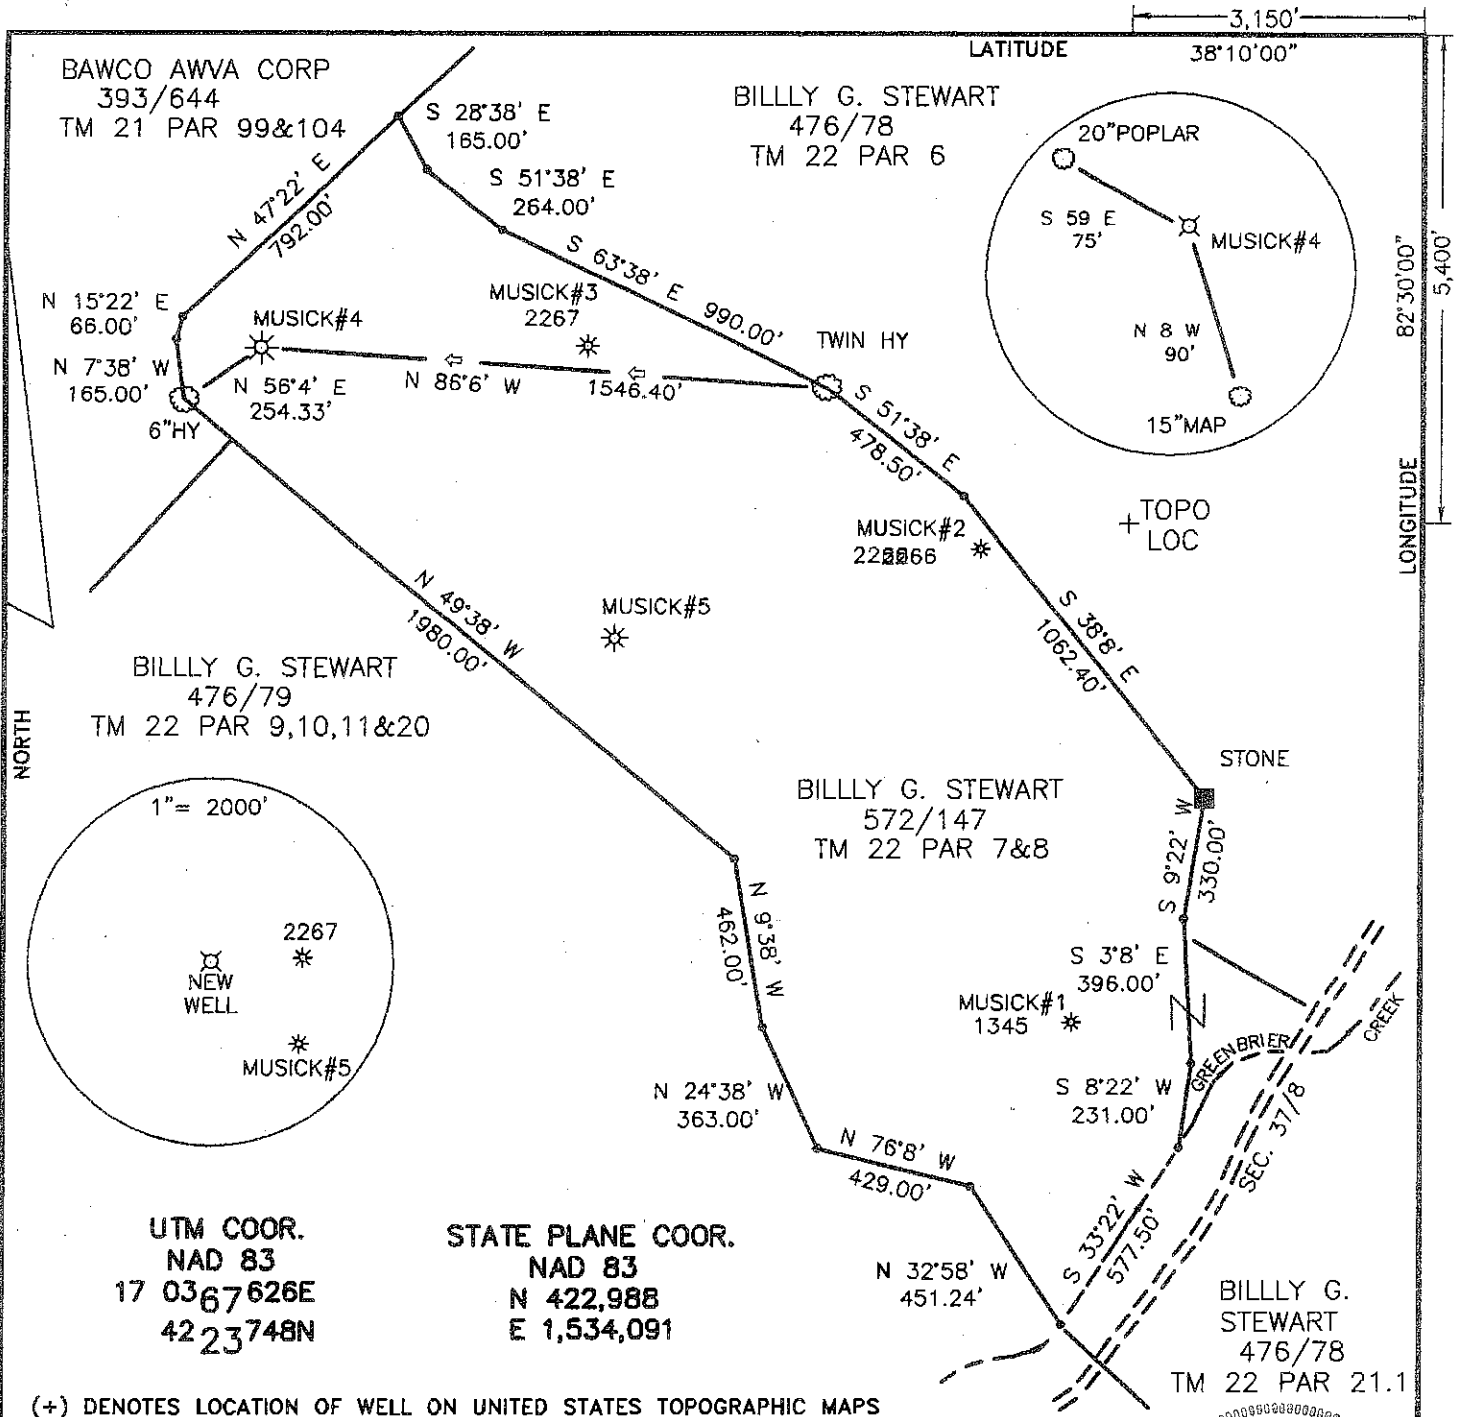 3,150'
LATITUDE
38°10'00"
BAWCO AWVA CORP
393/644
TM 21 PAR 99&104
S 28°38' E
165.00'
BILLLY G. STEWART
476/78
TM 22 PAR 6
20"POPLAR
S 59 E
75'
MUSICK#4
N 8 W
90'
15"MAP
82°30'00"
5,400'
LONGITUDE
S 51°38' E
264.00'
N 47°22' E
792.00'
S 63°38' E 990.00'
N 15°22' E
66.00'
MUSICK#4
MUSICK#3
2267
TWIN HY
N 7°38' W
165.00'
N 56°4' E
254.33'
N 86°6' W
1546.40'
6"HY
S 51°38' E
478.50'
MUSICK#2
2266
TOPO
LOC
N 49°38' W
1980.00'
MUSICK#5
S 38°8' E
1062.40'
BILLLY G. STEWART
476/79
TM 22 PAR 9,10,11&20
NORTH
STONE
BILLLY G. STEWART
572/147
TM 22 PAR 7&8
1"= 2000'
2267
NEW
WELL
MUSICK#5
S 9°22' W
330.00'
N 9°38' W
462.00'
S 3°8' E
396.00'
MUSICK#1
1345
GREENBRIER
CREEK
N 24°38' W
363.00'
S 8°22' W
231.00'
SEC. 37/8
N 76°8' W
429.00'
S 33°22' W
577.50'
N 32°58' W
451.24'
UTM COOR.
NAD 83
17 0367626E
4223748N
STATE PLANE COOR.
NAD 83
N 422,988
E 1,534,091
BILLLY G.
STEWART
476/78
TM 22 PAR 21.1
(+) DENOTES LOCATION OF WELL ON UNITED STATES TOPOGRAPHIC MAPS